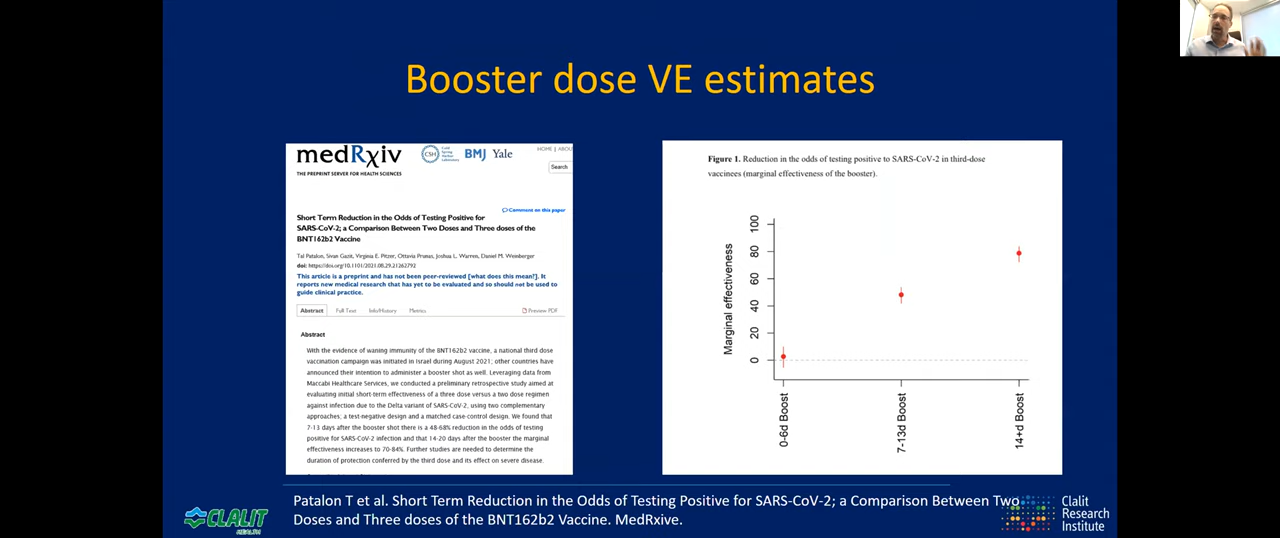 Booster dose VE estimates
medRxiv
THE PREPRINT SERVER FOR HEALTH SCIENCES
CSH
Cold
Spring
Harbor
Laboratory
BMJ Yale
HOME | ABOU
Search
Comment on this paper
Short Term Reduction in the Odds of Testing Positive for
SARS-CoV-2; a Comparison Between Two Doses and Three doses of the
BNT162b2 Vaccine
Tal Patalon, Sivan Gazit, Virginia E. Pitzer, Ottavia Prunas, Joshua L. Warren, Daniel M. Weinberger
doi: https://doi.org/10.1101/2021.08.29.21262792
This article is a preprint and has not been peer-reviewed [what does this mean?]. It
reports new medical research that has yet to be evaluated and so should not be used to
guide clinical practice.
Abstract Full Text Info/History Metrics Preview PDF
Abstract
With the evidence of waning immunity of the BNT162b2 vaccine, a national third dose
vaccination campaign was initiated in Israel during August 2021; other countries have
announced their intention to administer a booster shot as well. Leveraging data from
Maccabi Healthcare Services, we conducted a preliminary retrospective study aimed at
evaluating initial short-term effectiveness of a three dose versus a two dose regimen
against infection due to the Delta variant of SARS-CoV-2, using two complementary
approaches; a test-negative design and a matched case-control design. We found that
7-13 days after the booster shot there is a 48-68% reduction in the odds of testing
positive for SARS-CoV-2 infection and that 14-20 days after the booster the marginal
effectiveness increases to 70-84%. Further studies are needed to determine the
duration of protection conferred by the third dose and its effect on severe disease.
Figure 1. Reduction in the odds of testing positive to SARS-CoV-2 in third-dose
vaccinees (marginal effectiveness of the booster).
Marginal effectiveness
100
80
60
40
20
0
0-6d Boost
7-13d Boost
14+d Boost
Patalon T et al. Short Term Reduction in the Odds of Testing Positive for SARS-CoV-2; a Comparison Between Two
Doses and Three doses of the BNT162b2 Vaccine. MedRxive.
CLALIT
HEALTH
Clalit
Research
Institute